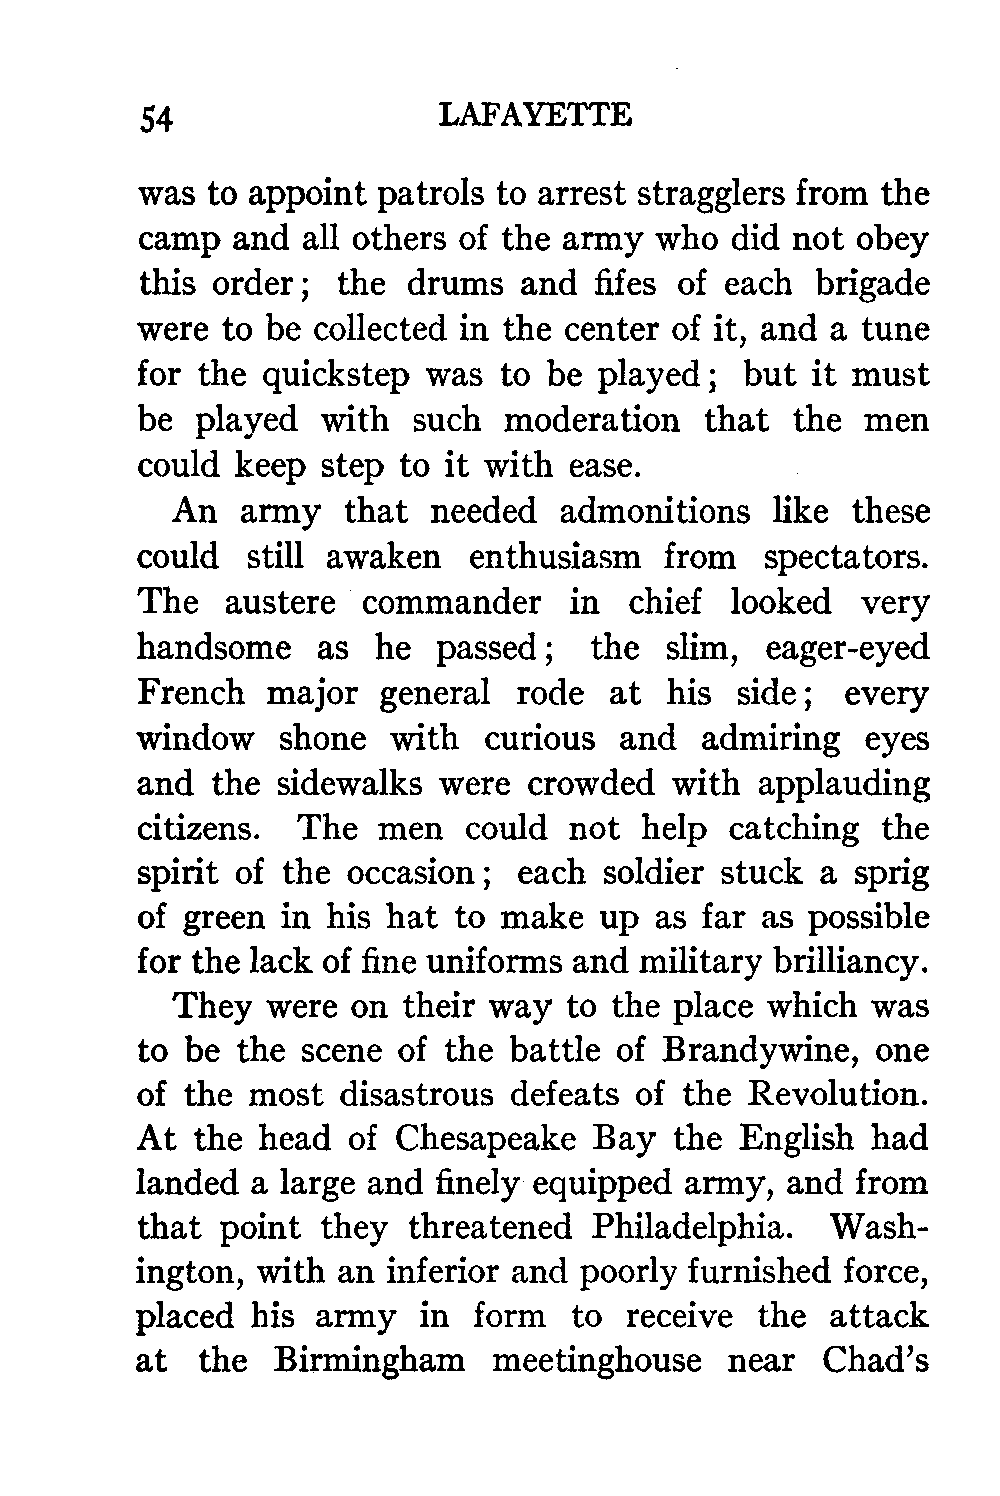 54 LAFAYETTE
was to appoint patrols to arrest stragglers from the
camp and all others of the army who did not obey
this order; the drums and fifes of each brigade
were to be collected in the center of it, and a tune
for the quickstep was to be played; but it must
be played with such moderation that the men
could keep step to it with ease.
An army that needed admonitions like these
could still awaken enthusiasm from spectators.
The austere commander in chief looked very
handsome as he passed; the slim, eager-eyed
French major general rode at his side; every
window shone with curious and admiring eyes
and the sidewalks were crowded with applauding
citizens. The men could not help catching the
spirit of the occasion; each soldier stuck a sprig
of green in his hat to make up as far as possible
for the lack of fine uniforms and military brilliancy.
They were on their way to the place which was
to be the scene of the battle of Brandywine, one
of the most disastrous defeats of the Revolution.
At the head of Chesapeake Bay the English had
landed a large and finely equipped army, and from
that point they threatened Philadelphia. Wash-
ington, with an inferior and poorly furnished force,
placed his army in form to receive the attack
at the Birmingham meetinghouse near Chad's